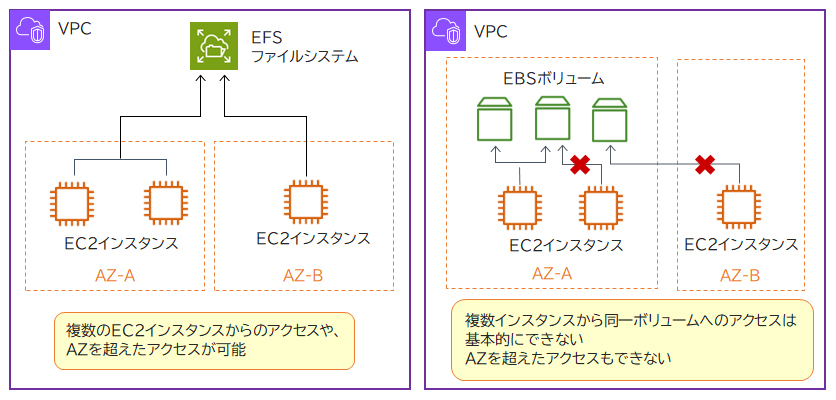 VPC
EFS
ファイルシステム
EC2インスタンス
EC2インスタンス
AZ-A
AZ-B
複数のEC2インスタンスからのアクセスや、
AZを超えたアクセスが可能
VPC
EBSボリューム
EC2インスタンス
EC2インスタンス
AZ-A
AZ-B
複数インスタンスから同一ボリュームへのアクセスは
基本的にできない
AZを超えたアクセスもできない